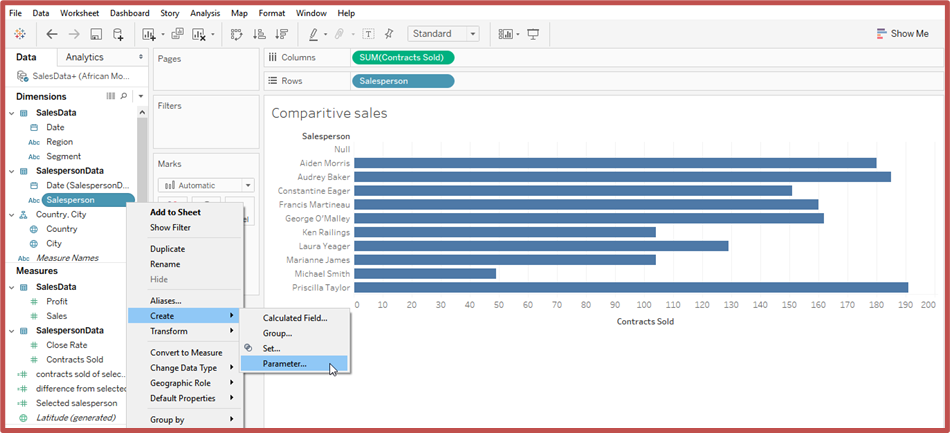 File Data Worksheet Dashboard Story Analysis Map Format Window Help
Standard
Show Me
Data Analytics
SalesData+ (African Mo...
Dimensions
SalesData
Date
Region
Segment
SalespersonData
Date (SalespersonD...
Salesperson
Country, City
Country
City
Measure Names
Measures
SalesData
Profit
Sales
SalespersonData
Close Rate
Contracts Sold
contracts sold of selec...
difference from selected
Selected salesperson
Latitude (generated)
Pages
Filters
Marks
Automatic
Add to Sheet
Show Filter
Duplicate
Rename
Hide
Aliases...
Create
Transform
Convert to Measure
Change Data Type
Geographic Role
Default Properties
Group by
Calculated Field...
Group...
Set...
Parameter...
Columns SUM(Contracts Sold)
Rows Salesperson
Comparitive sales
Salesperson
Null
Aiden Morris
Audrey Baker
Constantine Eager
Francis Martineau
George O'Malley
Ken Railings
Laura Yeager
Marianne James
Michael Smith
Priscilla Taylor
0 10 20 30 40 50 60 70 80 90 100 110 120 130 140 150 160 170 180 190 200
Contracts Sold